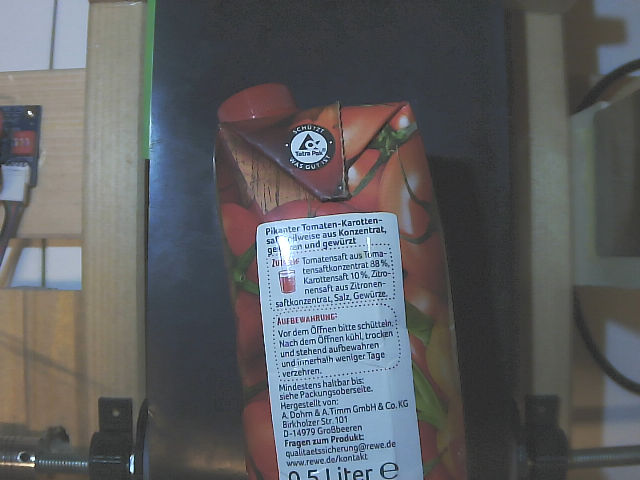 SCHÜTZT
Tetra Pak
WAS GUT IST
Pikanter Tomaten-Karotten-
saft teilweise aus Konzentrat,
gesalzen und gewürzt
Zutaten: Tomatensaft aus Toma-
tensaftkonzentrat 88%,
Karottensaft 10%, Zitro-
nensaft aus Zitronen-
saftkonzentrat, Salz, Gewürze.
AUFBEWAHRUNG:
Vor dem Öffnen bitte schütteln.
Nach dem Öffnen kühl, trocken
und stehend aufbewahren
und innerhalb weniger Tage
verzehren.
Mindestens haltbar bis:
siehe Packungsoberseite.
Hergestellt von:
A. Dohm & A. Timm GmbH & Co. KG
Birkholzer Str. 101
D-14979 Großbeeren
Fragen zum Produkt:
qualitaetssicherung@rewe.de
www.rewe.de/kontakt
0,5 Liter e